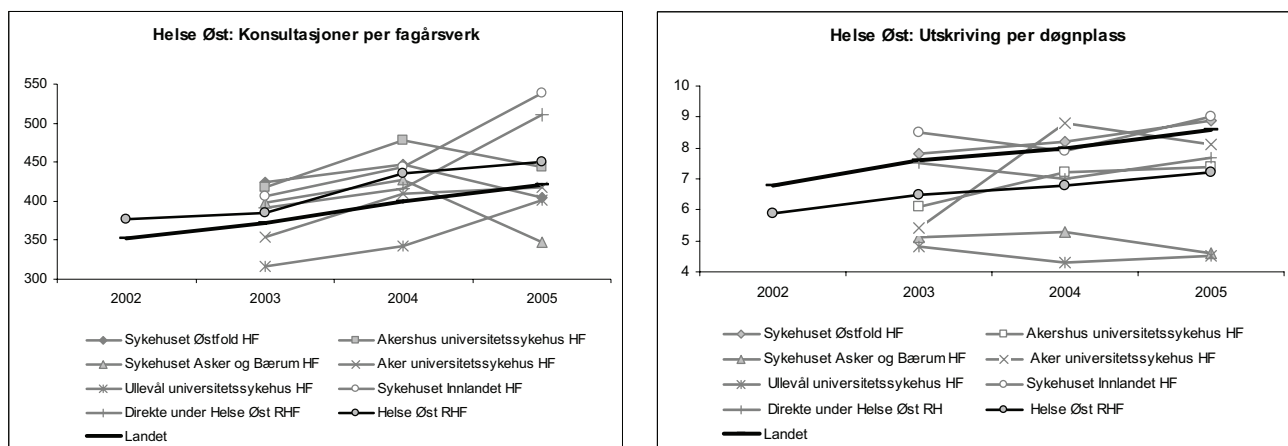 Helse Øst: Konsultasjoner per fagårsverk
550
500
450
400
350
300
2002 2003 2004 2005
Sykehuset Østfold HF Akershus universitetssykehus HF
Sykehuset Asker og Bærum HF Aker universitetssykehus HF
Ullevål universitetssykehus HF Sykehuset Innlandet HF
Direkte under Helse Øst RHF Helse Øst RHF
Landet
Helse Øst: Utskriving per døgnplass
10
9
8
7
6
5
4
2002 2003 2004 2005
Sykehuset Østfold HF Akershus universitetssykehus HF
Sykehuset Asker og Bærum HF Aker universitetssykehus HF
Ullevål universitetssykehus HF Sykehuset Innlandet HF
Direkte under Helse Øst RH Helse Øst RHF
Landet